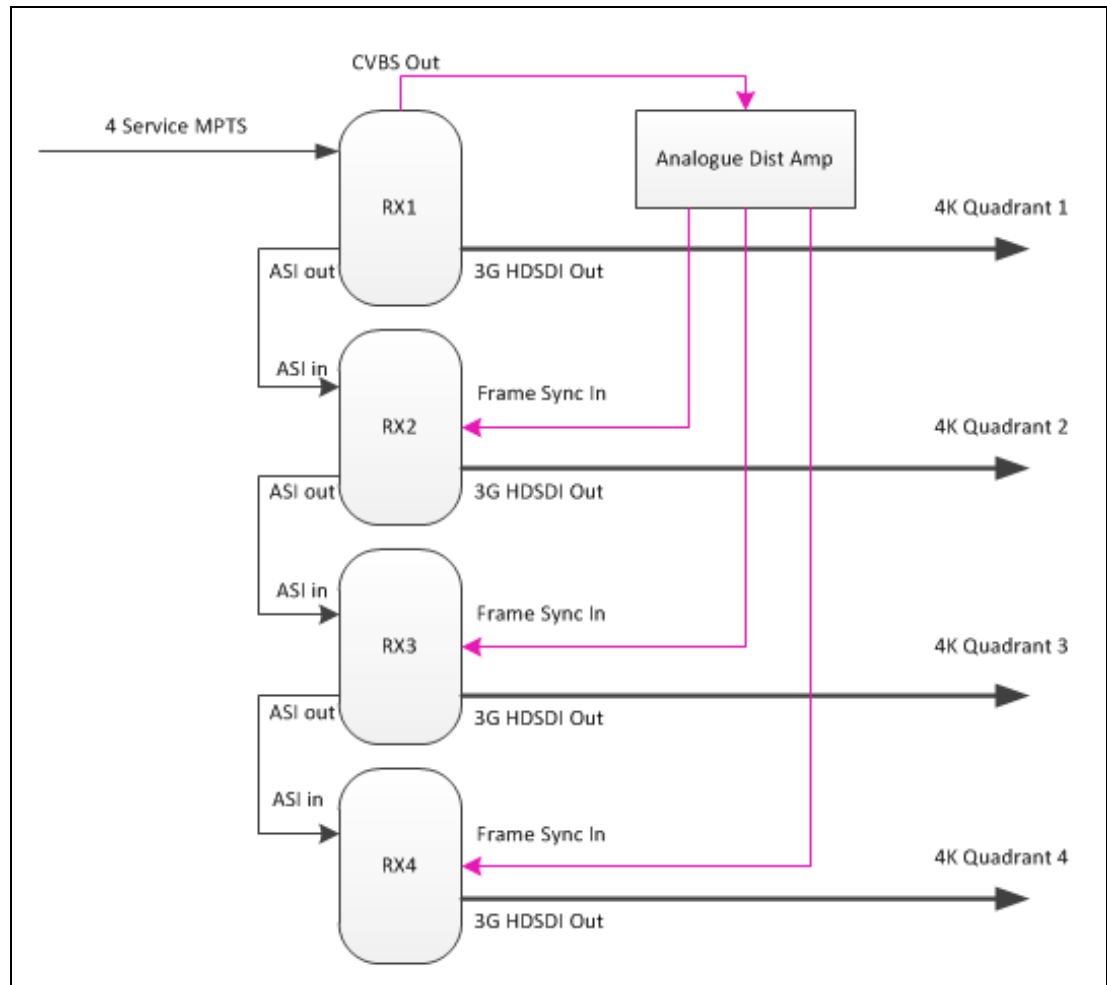 CVBS Out
4 Service MPTS
Analogue Dist Amp
RX1
4K Quadrant 1
ASI out
3G HDSDI Out
ASI in
Frame Sync In
RX2
4K Quadrant 2
ASI out
3G HDSDI Out
ASI in
Frame Sync In
RX3
4K Quadrant 3
ASI out
3G HDSDI Out
ASI in
Frame Sync In
RX4
4K Quadrant 4
3G HDSDI Out